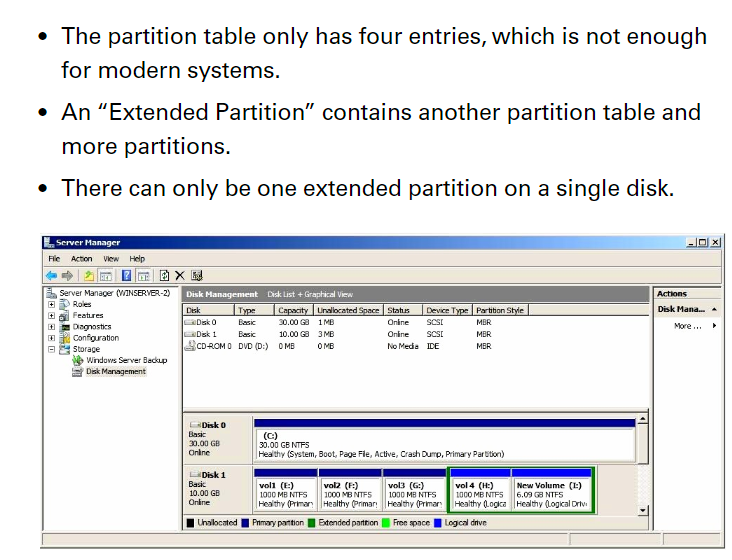 • The partition table only has four entries, which is not enough
for modern systems.
• An “Extended Partition” contains another partition table and
more partitions.
• There can only be one extended partition on a single disk.
Server Manager
File Action View Help
Server Manager (WINSERVER-2)
Roles
Features
Diagnostics
Configuration
Storage
Windows Server Backup
Disk Management
Disk Management Disk List + Graphical View
Disk Type Capacity Unallocated Space Status Device Type Partition Style
Disk 0 Basic 30.00 GB 1 MB Online SCSI MBR
Disk 1 Basic 10.00 GB 3 MB Online SCSI MBR
CD-ROM 0 DVD (D:) 0 MB 0 MB No Media IDE MBR
Disk 0
Basic
30.00 GB
Online
(C:)
30.00 GB NTFS
Healthy (System, Boot, Page File, Active, Crash Dump, Primary Partition)
Disk 1
Basic
10.00 GB
Online
vol1 (E:)
1000 MB NTFS
Healthy (Primar
vol2 (F:)
1000 MB NTFS
Healthy (Primar
vol3 (G:)
1000 MB NTFS
Healthy (Primar
vol 4 (H:)
1000 MB NTFS
Healthy (Logica
New Volume (I:)
6.09 GB NTFS
Healthy (Logical Driv
Unallocated Primary partition Extended partition Free space Logical drive
Actions
Disk Mana...
More ...